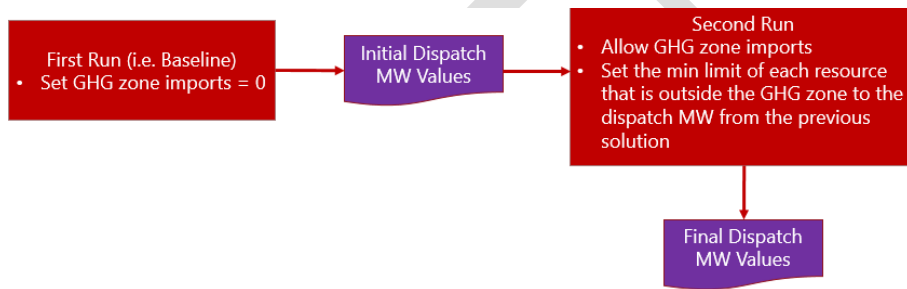 First Run (i.e. Baseline)
• Set GHG zone imports = 0
Initial Dispatch
MW Values
Second Run
• Allow GHG zone imports
• Set the min limit of each resource
that is outside the GHG zone to the
dispatch MW from the previous
solution
Final Dispatch
MW Values